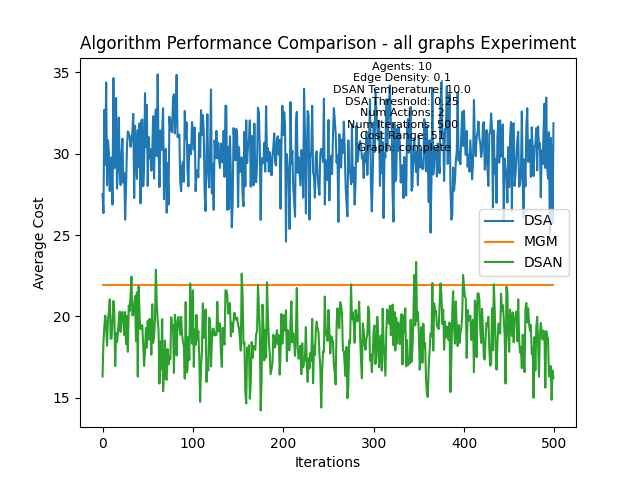 Algorithm Performance Comparison - all graphs Experiment
Agents: 10
Edge Density: 0.1
DSAN Temperature: 10.0
DSA Threshold: 0.25
Num Actions: 2
Num Iterations: 500
Cost Range: 51
Graph: complete
35
30
25
20
15
Average Cost
DSA
MGM
DSAN
0
100
200
300
400
500
Iterations